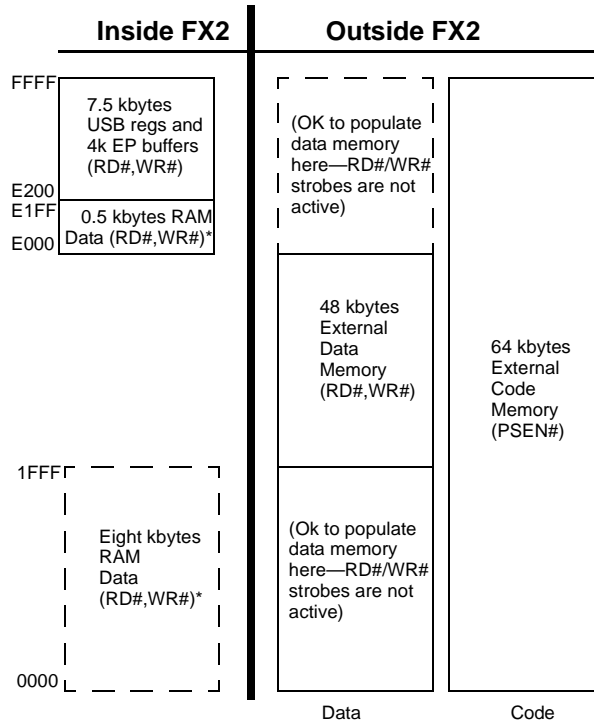 Inside FX2
Outside FX2
FFFF
7.5 kbytes
USB regs and
4k EP buffers
(RD#,WR#)
E200
E1FF
0.5 kbytes RAM
Data (RD#,WR#)*
E000
(OK to populate
data memory
here—RD#/WR#
strobes are not
active)
48 kbytes
External
Data
Memory
(RD#,WR#)
64 kbytes
External
Code
Memory
(PSEN#)
1FFF
Eight kbytes
RAM
Data
(RD#,WR#)*
(Ok to populate
data memory
here—RD#/WR#
strobes are not
active)
0000
Data
Code